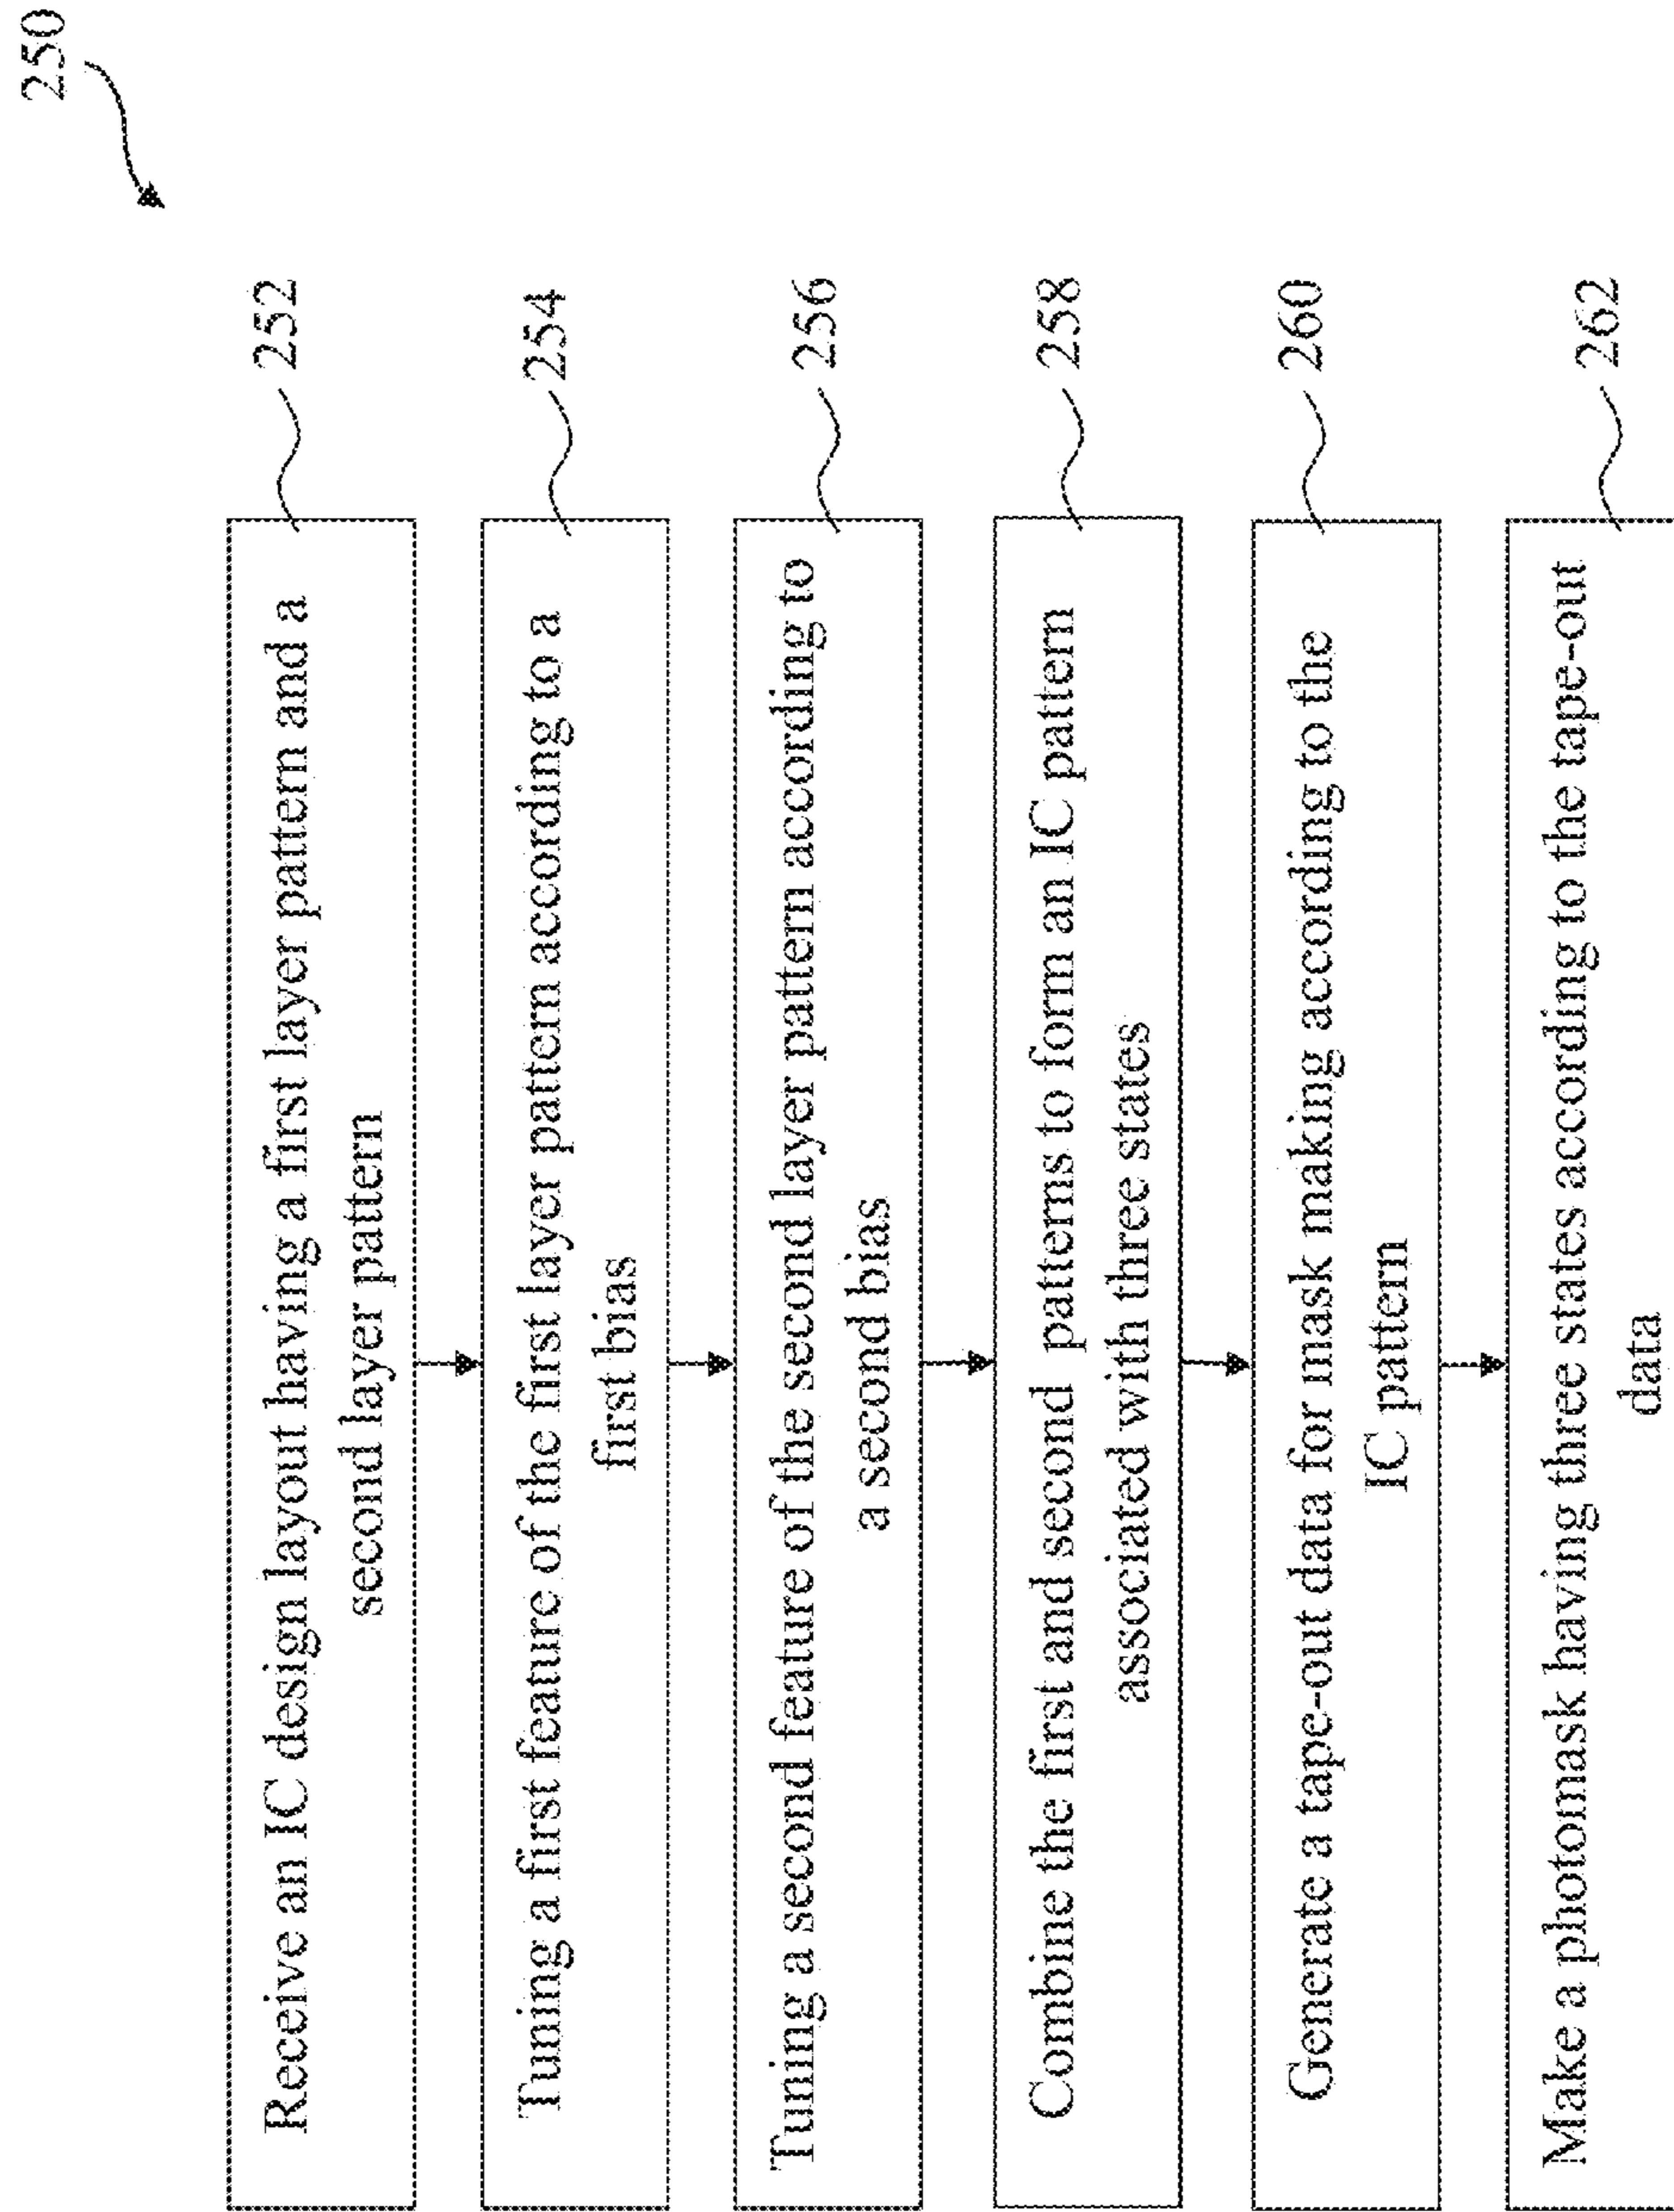 250
Receive an IC design layout having a first layer pattern and a
second layer pattern
252
Tuning a first feature of the first layer pattern according to a
first bias
254
Tuning a second feature of the second layer pattern according to
a second bias
256
Combine the first and second patterns to form an IC pattern
associated with three states
258
Generate a tape-out data for mask making according to the
IC pattern
260
Make a photomask having three states according to the tape-out
data
262